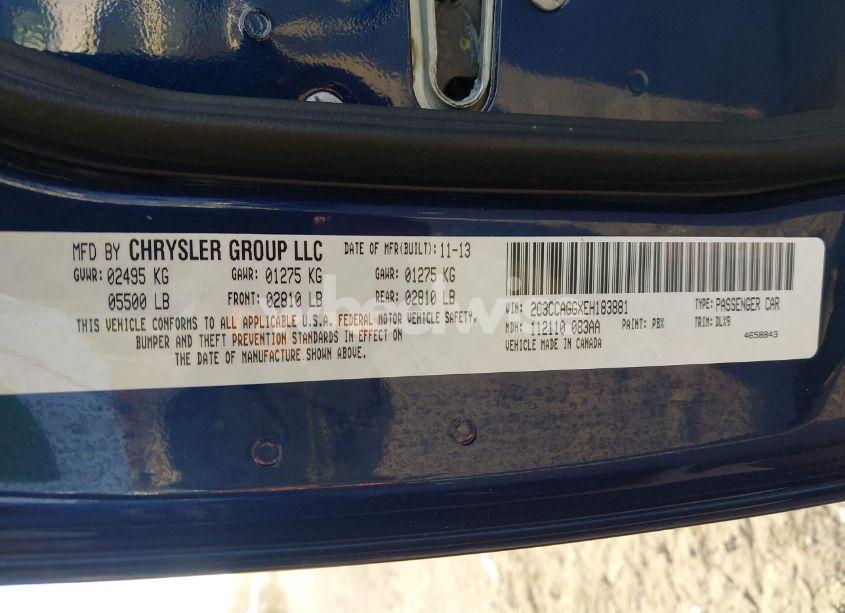 MFD BY CHRYSLER GROUP LLC DATE OF MFR(BUILT): 11-13
GVWR: 02495 KG GAWR: 01275 KG GAWR: 01275 KG
05500 LB FRONT: 02810 LB REAR: 02810 LB
THIS VEHICLE CONFORMS TO ALL APPLICABLE U.S.A. FEDERAL MOTOR VEHICLE SAFETY,
BUMPER AND THEFT PREVENTION STANDARDS IN EFFECT ON
THE DATE OF MANUFACTURE SHOWN ABOVE.
VIN: 2C3CCAGGXEH183881 TYPE: PASSENGER CAR
MDH: 112110 083AA PAINT: PBX TRIM: DLX9
VEHICLE MADE IN CANADA 4658843